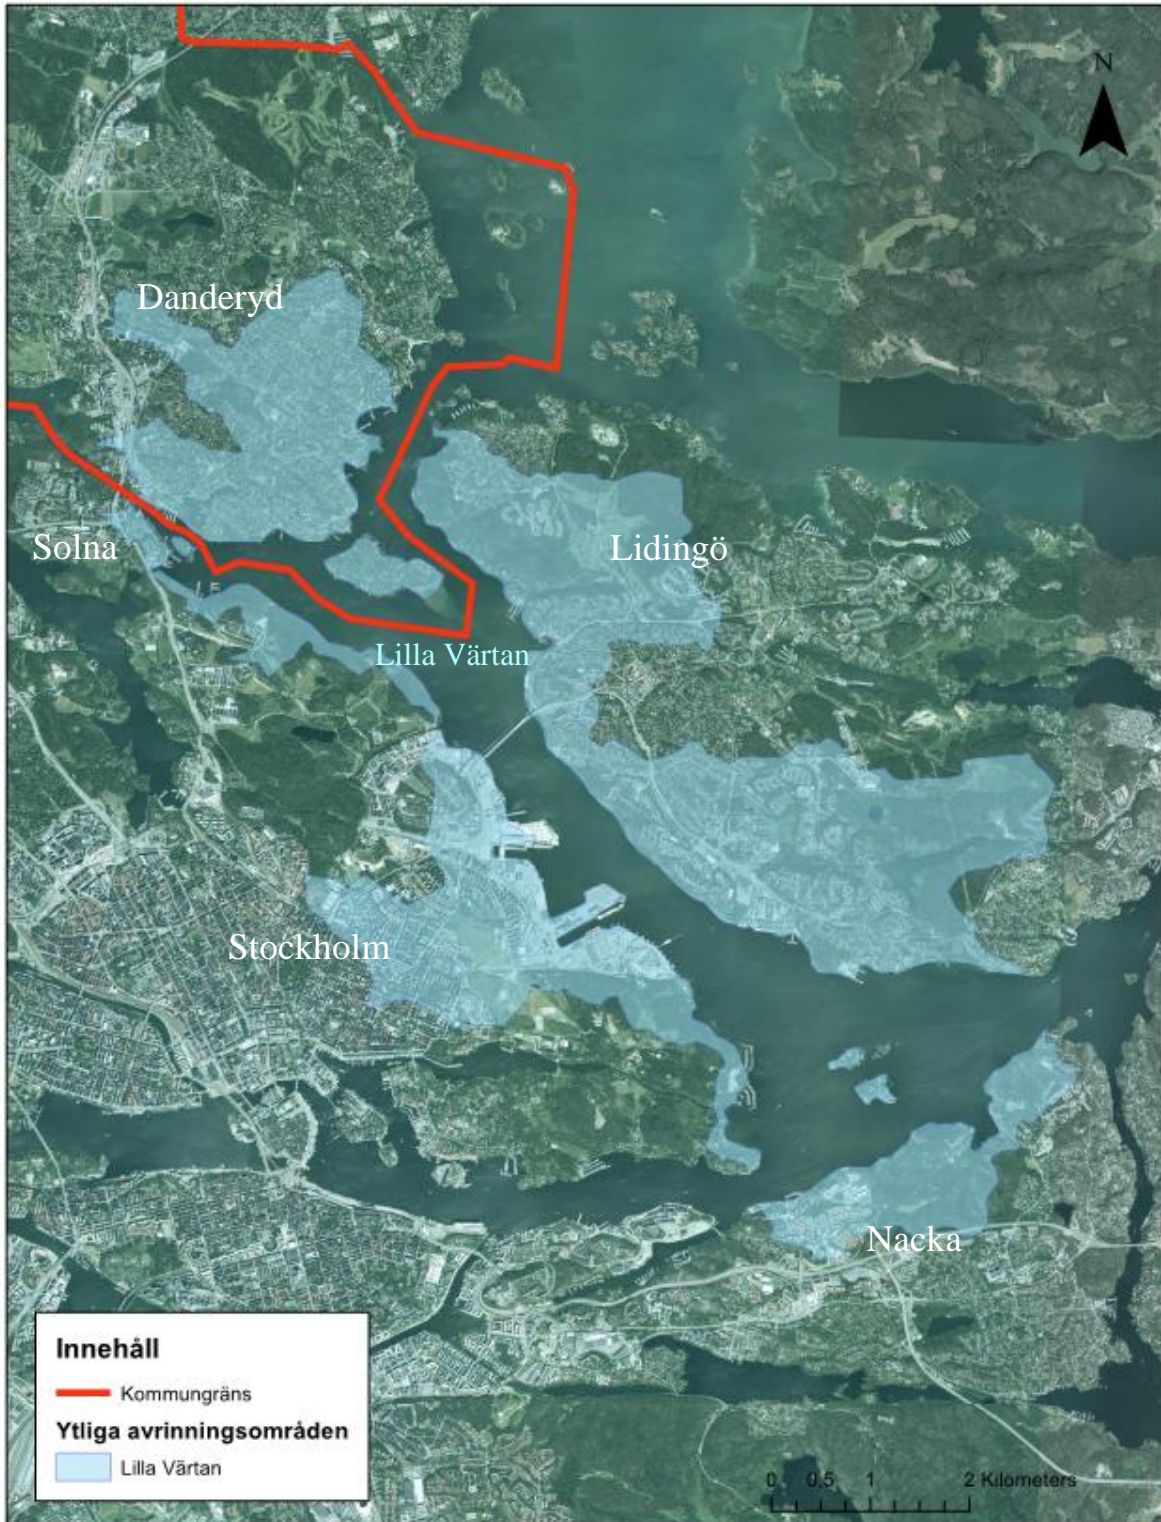 N
Danderyd
Solna
Lidingö
Lilla Värtan
Stockholm
Nacka
Innehåll
Kommungräns
Ytliga avrinningsområden
Lilla Värtan
0 0,5 1 2 Kilometers